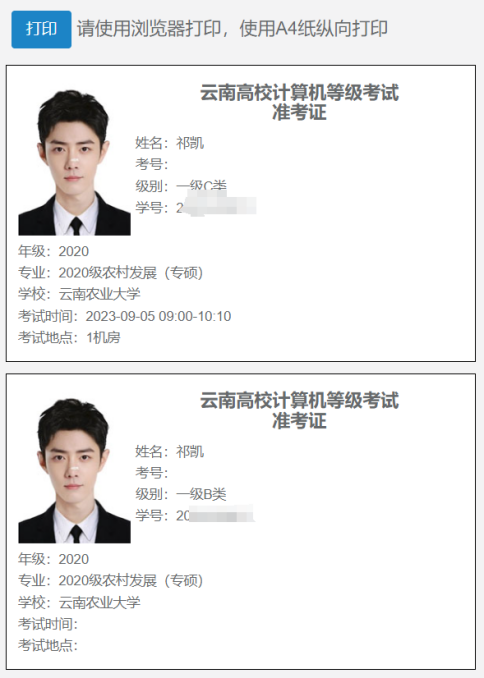 打印 请使用浏览器打印，使用A4纸纵向打印
云南高校计算机等级考试
准考证
姓名：祁凯
考号：
级别：一级C类
学号：2
年级：2020
专业：2020级农村发展（专硕）
学校：云南农业大学
考试时间：2023-09-05 09:00-10:10
考试地点：1机房
云南高校计算机等级考试
准考证
姓名：祁凯
考号：
级别：一级B类
学号：20
年级：2020
专业：2020级农村发展（专硕）
学校：云南农业大学
考试时间：
考试地点：